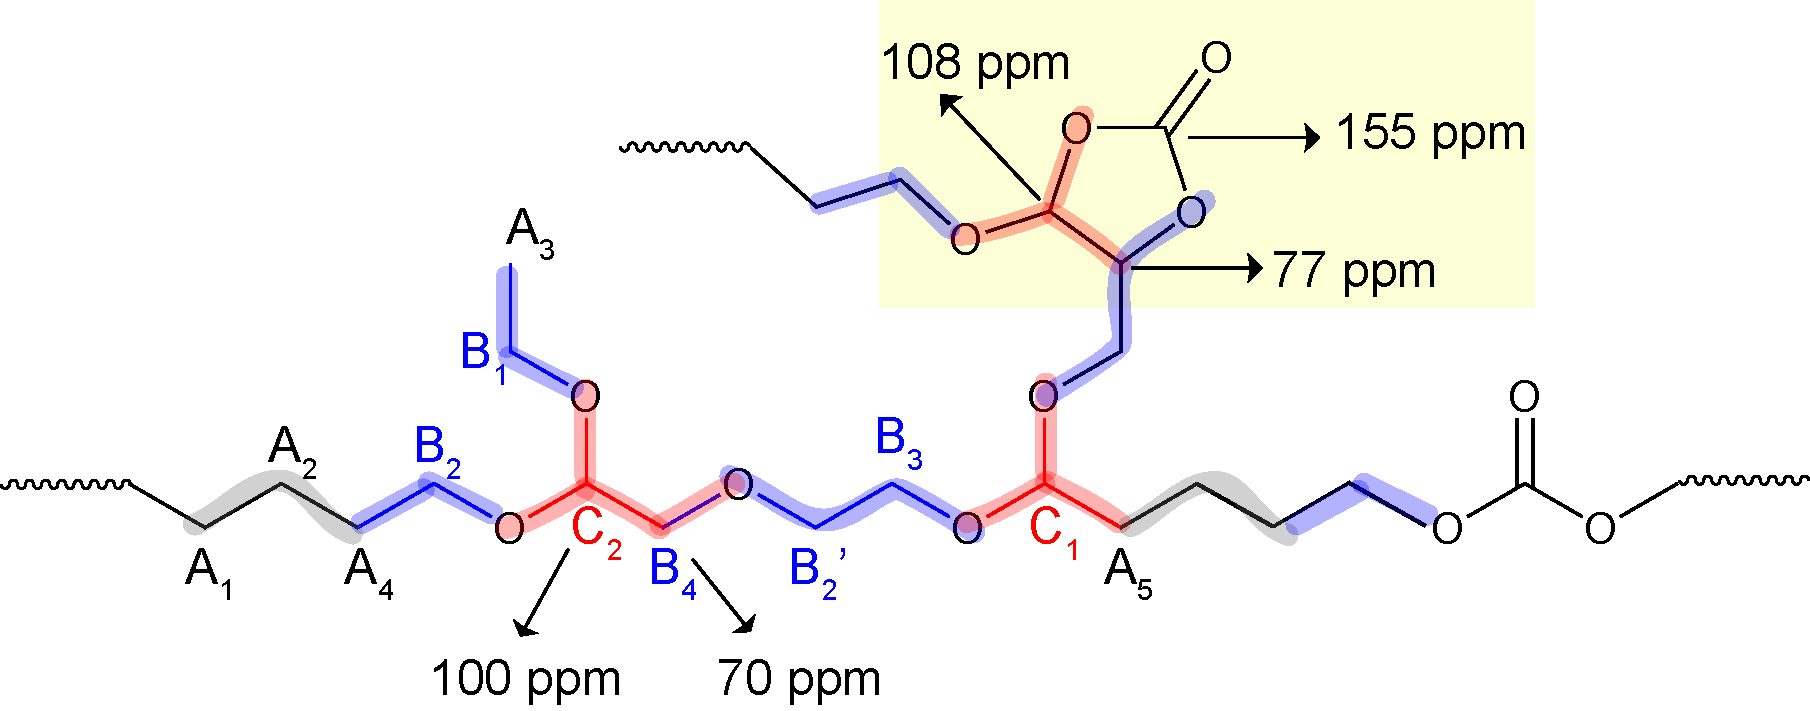 O
108 ppm
O
155 ppm
O
O
77 ppm
A3
B1
O
O
O
A2
B2
O
B3
O
C2
O
C1
O
O
A1
A4
B4
B2’
A5
100 ppm
70 ppm